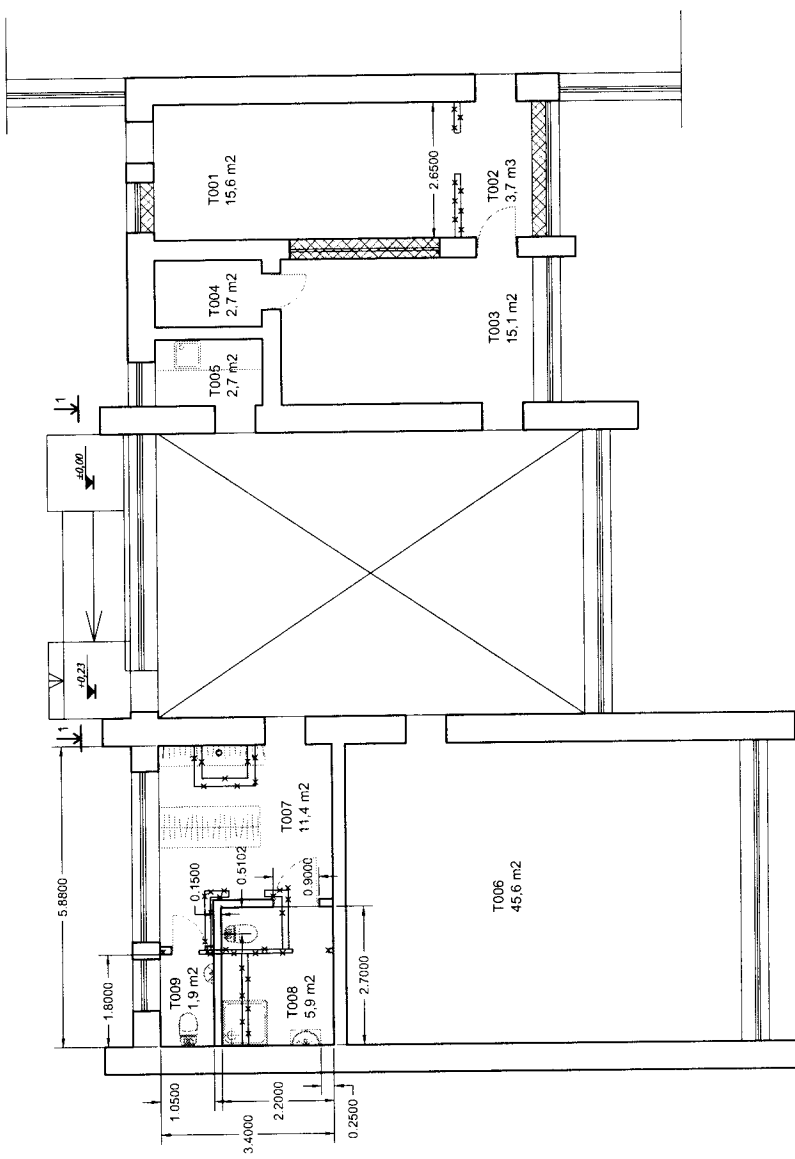 T001
15,6 m2
2.6500
T002
3,7 m3
T004
2,7 m2
T003
15,1 m2
T005
2,7 m2
1
±0,00
+0,23
1
5.8800
T007
11,4 m2
0.1500
0.5102
0.9000
T006
45,6 m2
1.8000
T009
1,9 m2
T008
5,9 m2
2.7000
1.0500
3.4000
2.2000
0.2500